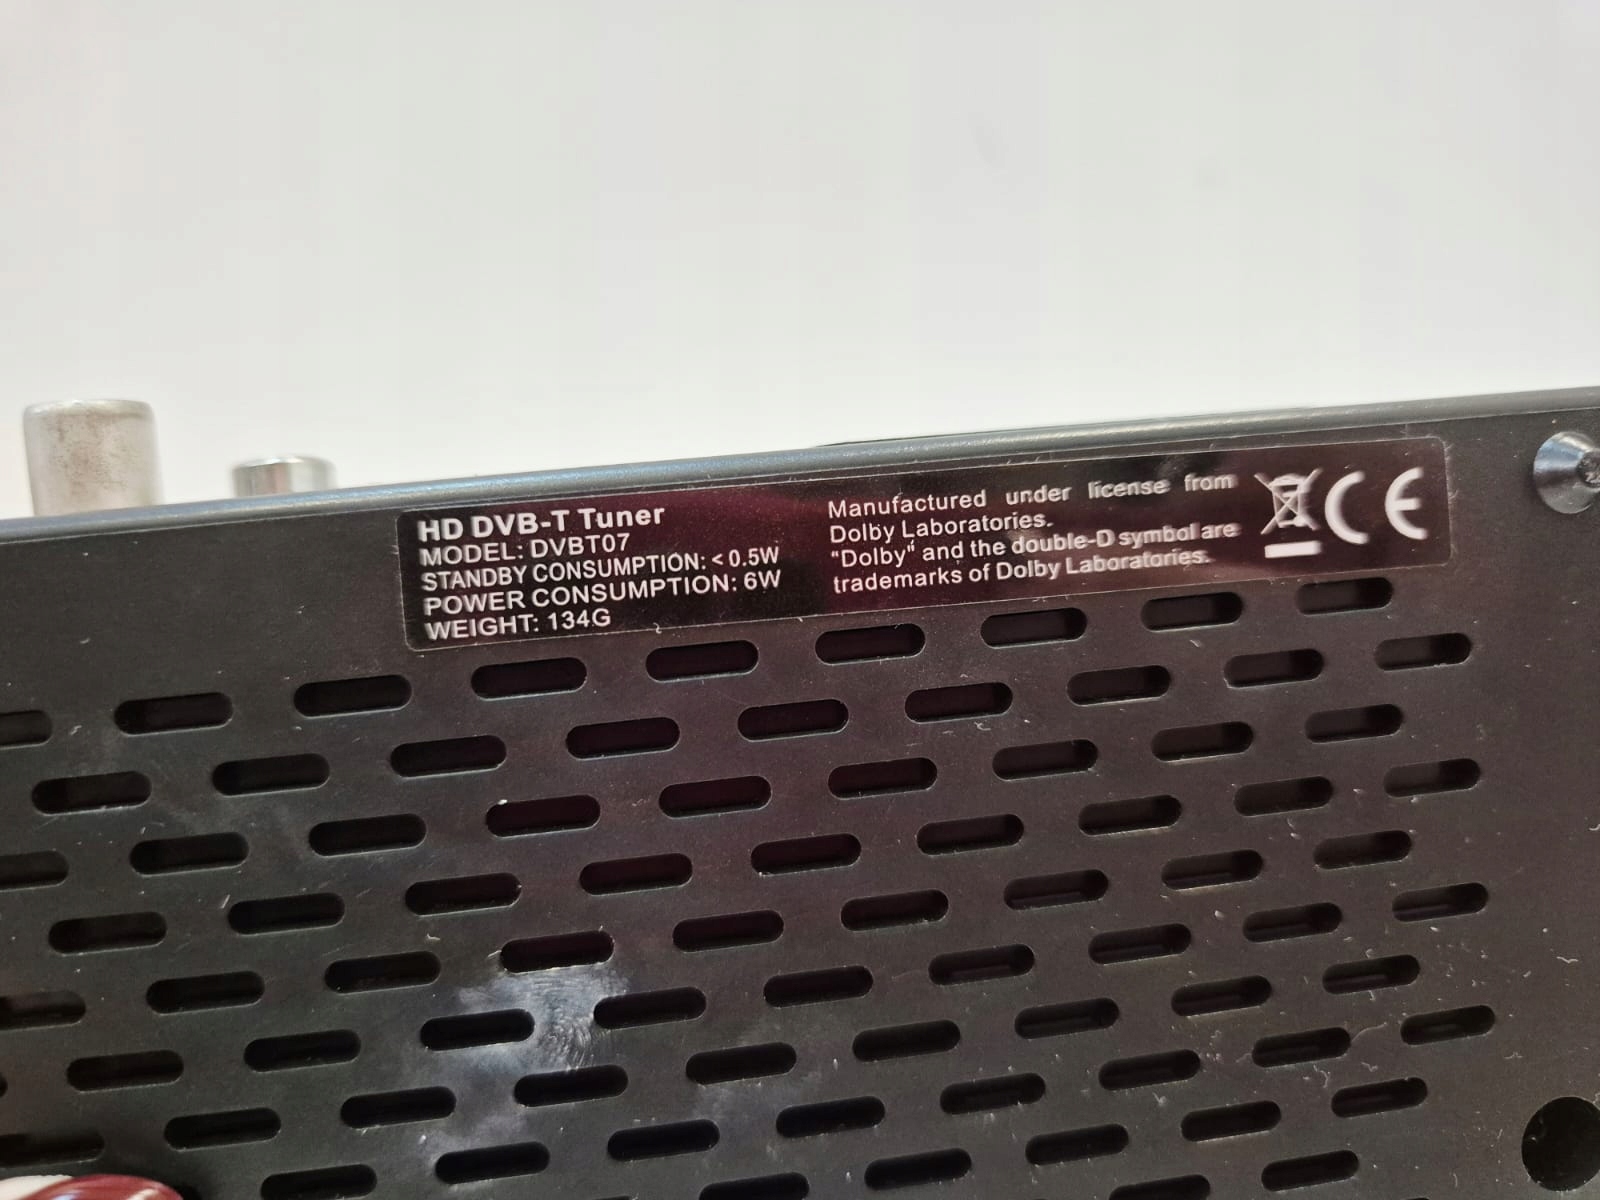 HD DVB-T Tuner
MODEL: DVBT07
STANDBY CONSUMPTION: < 0.5W
POWER CONSUMPTION: 6W
WEIGHT: 134G
Manufactured under license from
Dolby Laboratories.
"Dolby" and the double-D symbol are
trademarks of Dolby Laboratories.
CE